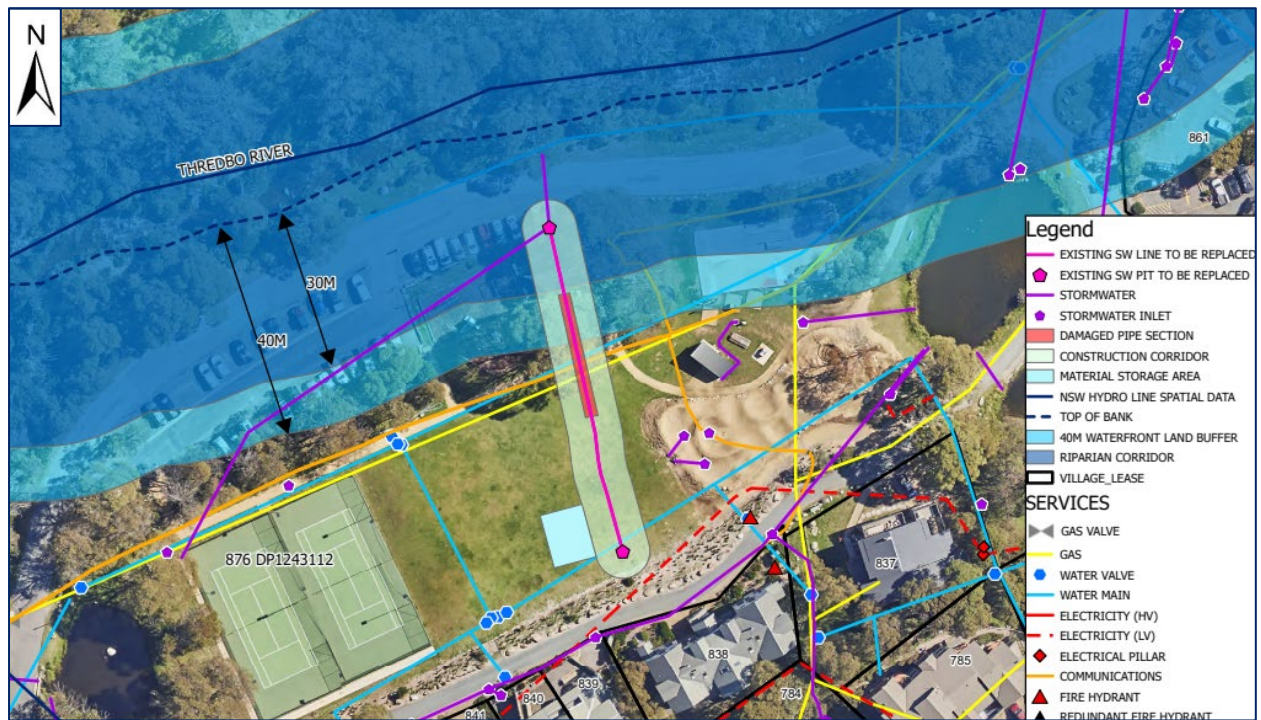 N
THREDBO RIVER
861
30M
40M
876 DP1243112
837
838
839
840
841
784
785
Legend
EXISTING SW LINE TO BE REPLACED
EXISTING SW PIT TO BE REPLACED
STORMWATER
STORMWATER INLET
DAMAGED PIPE SECTION
CONSTRUCTION CORRIDOR
MATERIAL STORAGE AREA
NSW HYDRO LINE SPATIAL DATA
TOP OF BANK
40M WATERFRONT LAND BUFFER
RIPARIAN CORRIDOR
VILLAGE_LEASE
SERVICES
GAS VALVE
GAS
WATER VALVE
WATER MAIN
ELECTRICITY (HV)
ELECTRICITY (LV)
ELECTRICAL PILLAR
COMMUNICATIONS
FIRE HYDRANT
REDUNDANT FIRE HYDRANT